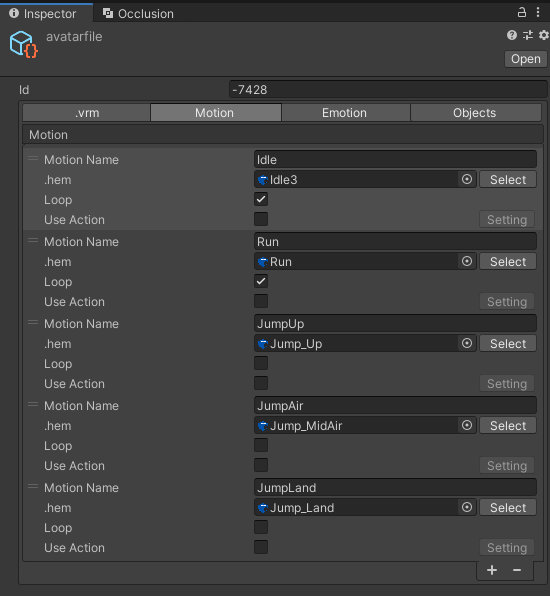 Inspector Occlusion
avatarfile
Open
Id -7428
.vrm Motion Emotion Objects
Motion
Motion Name Idle
.hem Idle3 Select
Loop
Use Action Setting
Motion Name Run
.hem Run Select
Loop
Use Action Setting
Motion Name JumpUp
.hem Jump_Up Select
Loop
Use Action Setting
Motion Name JumpAir
.hem Jump_MidAir Select
Loop
Use Action Setting
Motion Name JumpLand
.hem Jump_Land Select
Loop
Use Action Setting